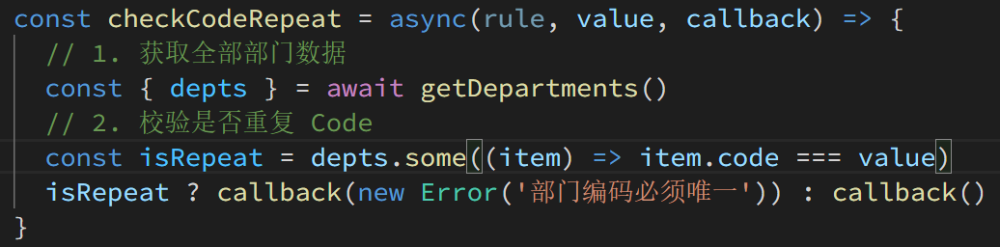 const checkCodeRepeat = async(rule, value, callback) => {
// 1. 获取全部部门数据
const { depts } = await getDepartments()
// 2. 校验是否重复 Code
const isRepeat = depts.some((item) => item.code === value)
isRepeat ? callback(new Error('部门编码必须唯一')) : callback()
}